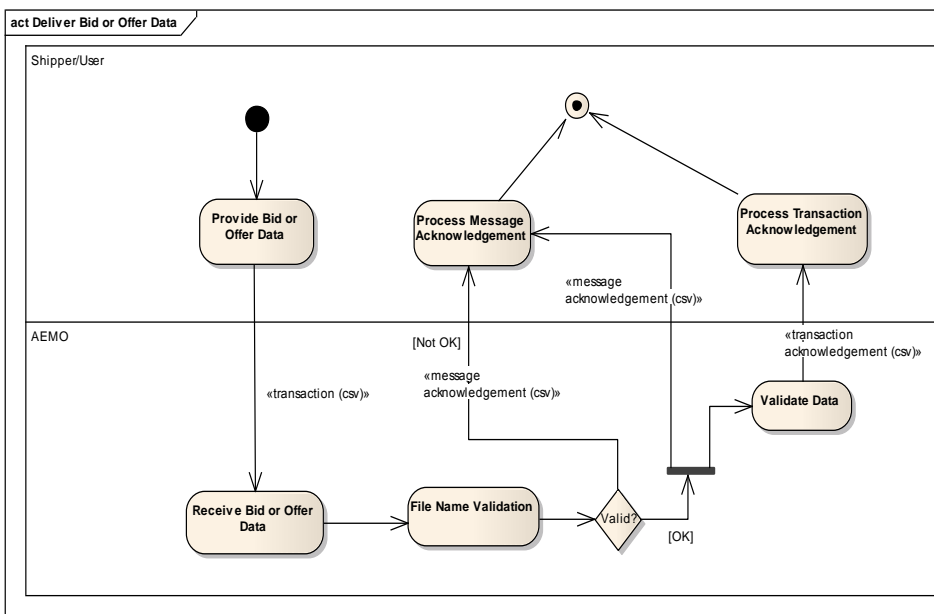 act Deliver Bid or Offer Data
Shipper/User
Provide Bid or
Offer Data
Process Message
Acknowledgement
Process Transaction
Acknowledgement
«message
acknowledgement (csv)»
AEMO
[Not OK]
«transaction
acknowledgement (csv)»
«message
acknowledgement (csv)»
«transaction (csv)»
Validate Data
Receive Bid or Offer
Data
File Name Validation
Valid?
[OK]